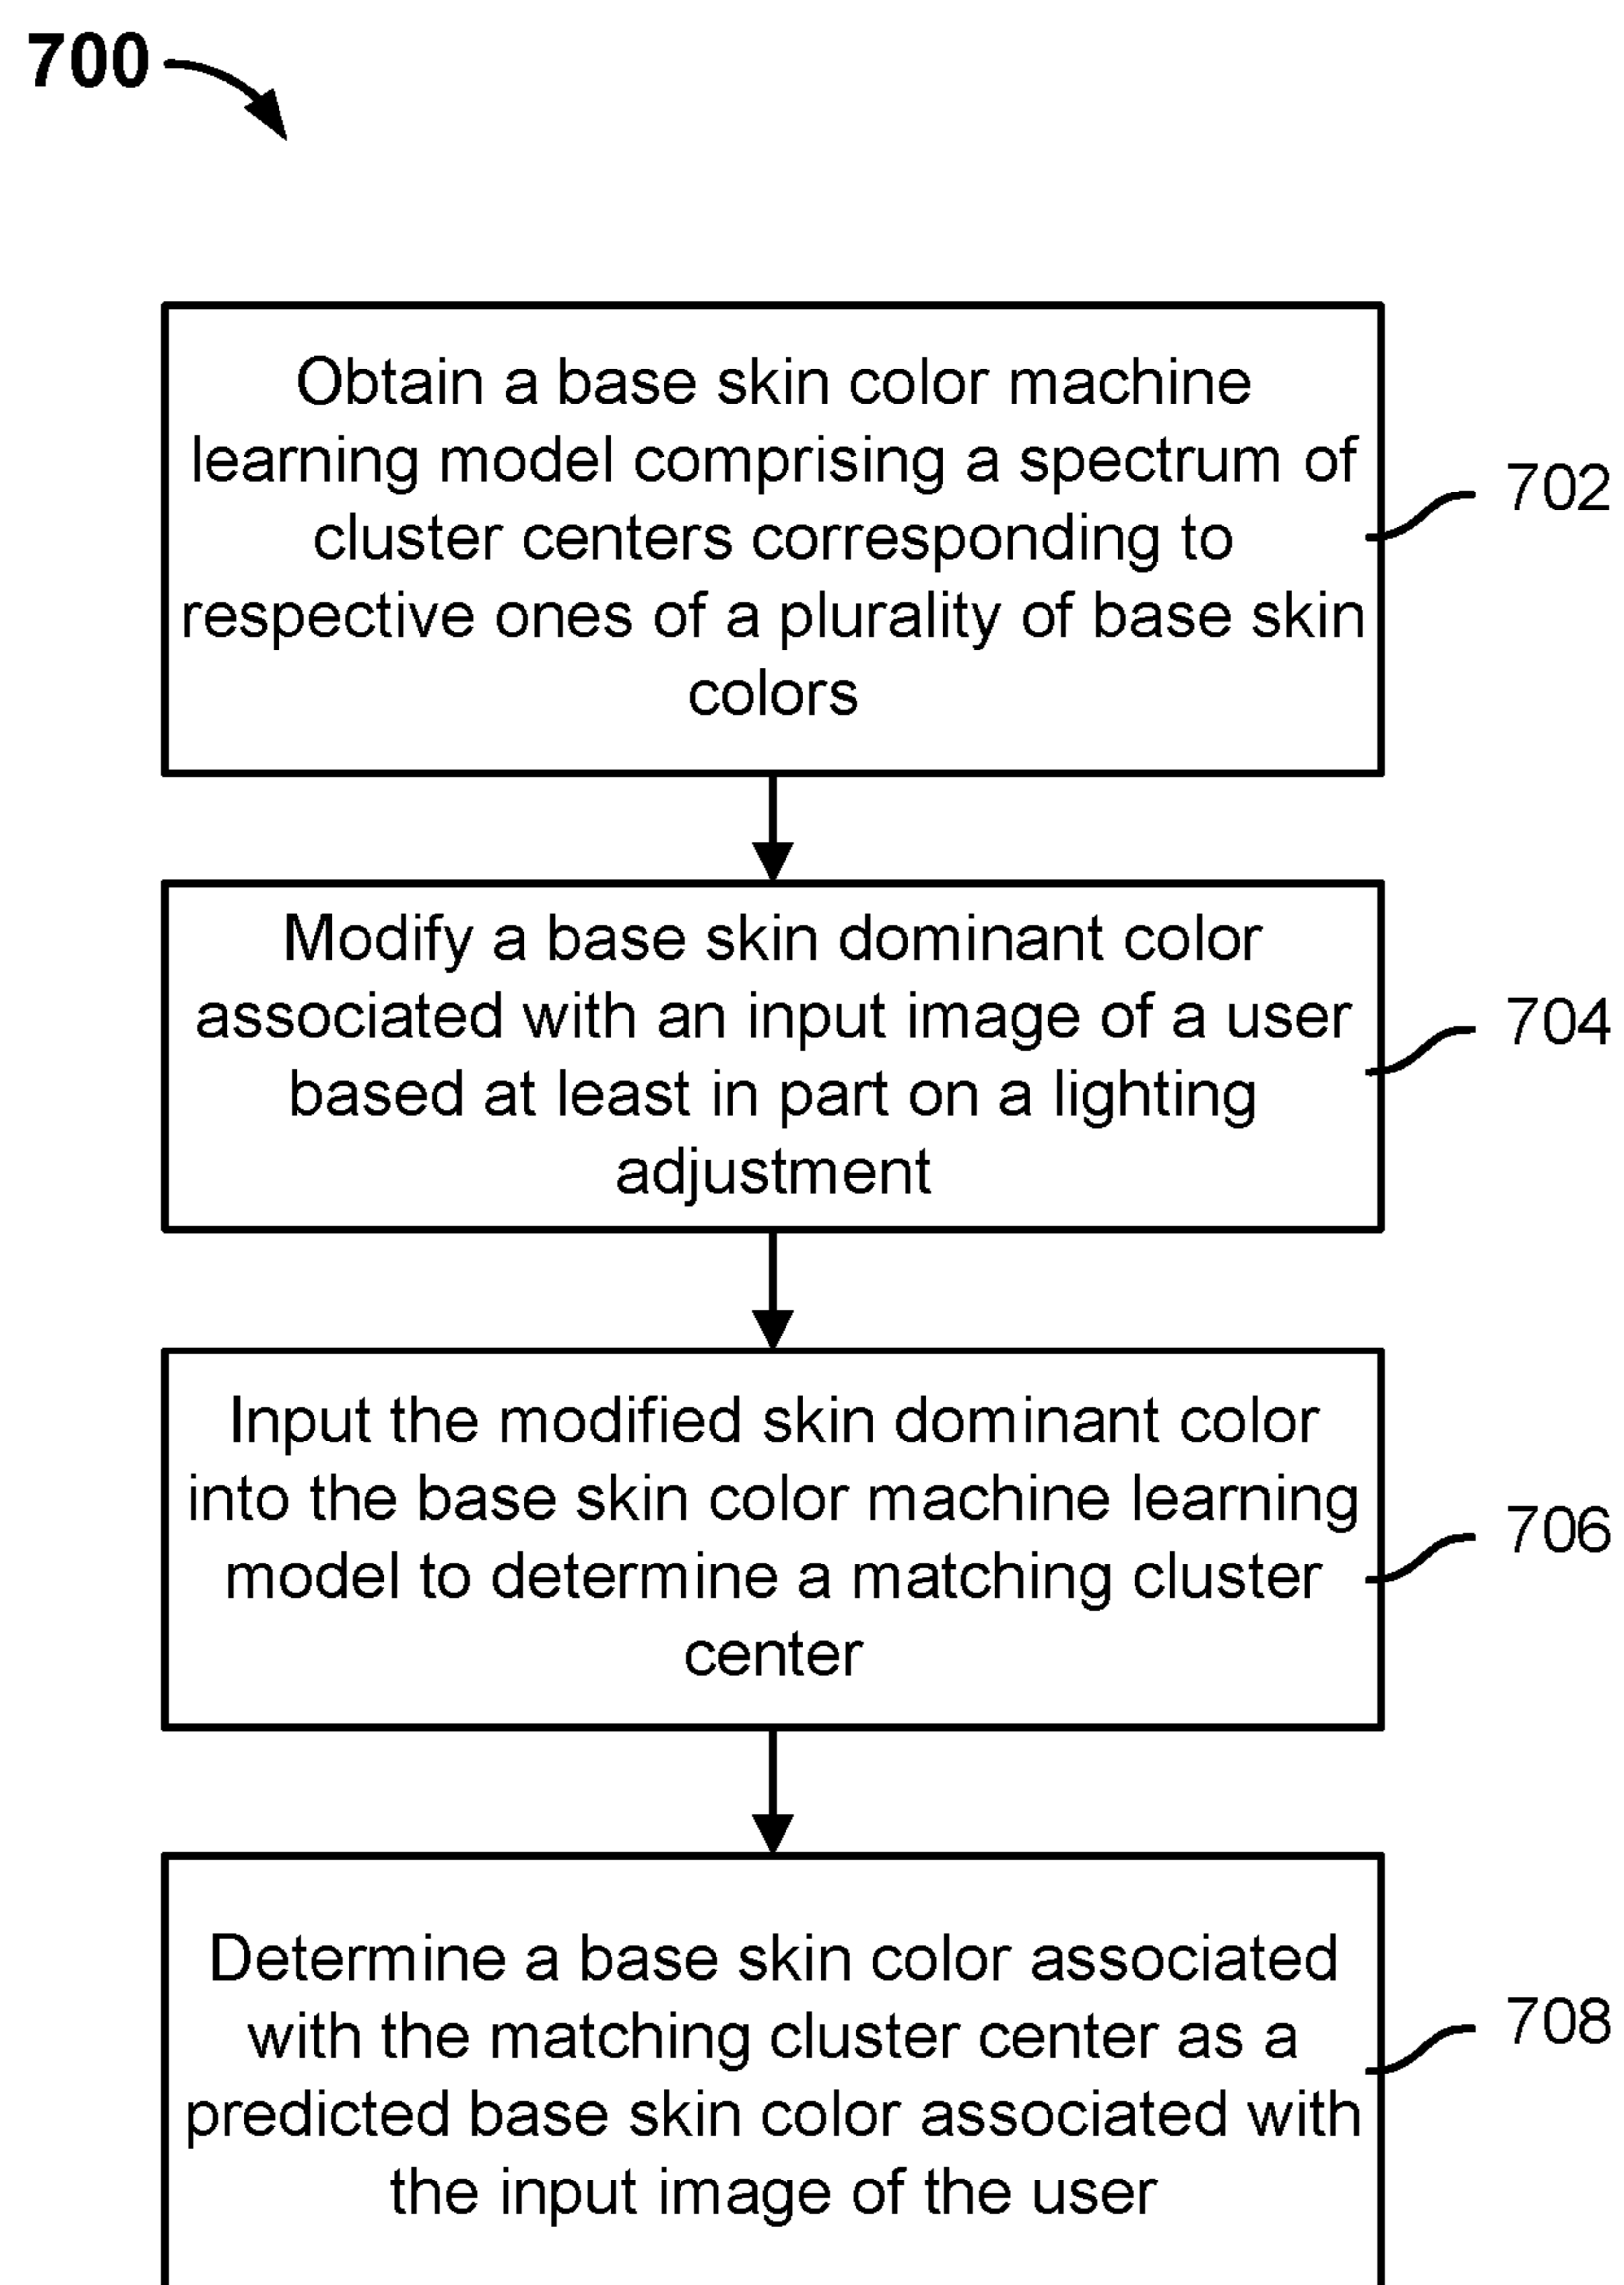 700
Obtain a base skin color machine
learning model comprising a spectrum of
cluster centers corresponding to
respective ones of a plurality of base skin
colors
702
Modify a base skin dominant color
associated with an input image of a user
based at least in part on a lighting
adjustment
704
Input the modified skin dominant color
into the base skin color machine learning
model to determine a matching cluster
center
706
Determine a base skin color associated
with the matching cluster center as a
predicted base skin color associated with
the input image of the user
708